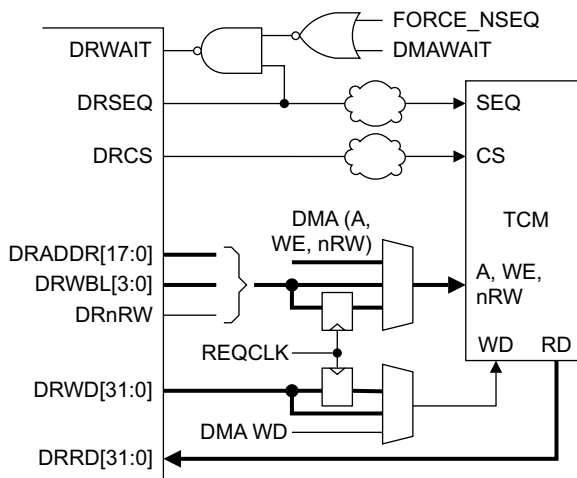 FORCE_NSEQ
DRWAIT
DMAWAIT
DRSEQ
SEQ
DRCS
CS
DMA (A,
WE, nRW)
TCM
DRADDR[17:0]
DRWBL[3:0]
DRnRW
A, WE,
nRW
REQCLK
WD RD
DRWD[31:0]
DMA WD
DRRD[31:0]